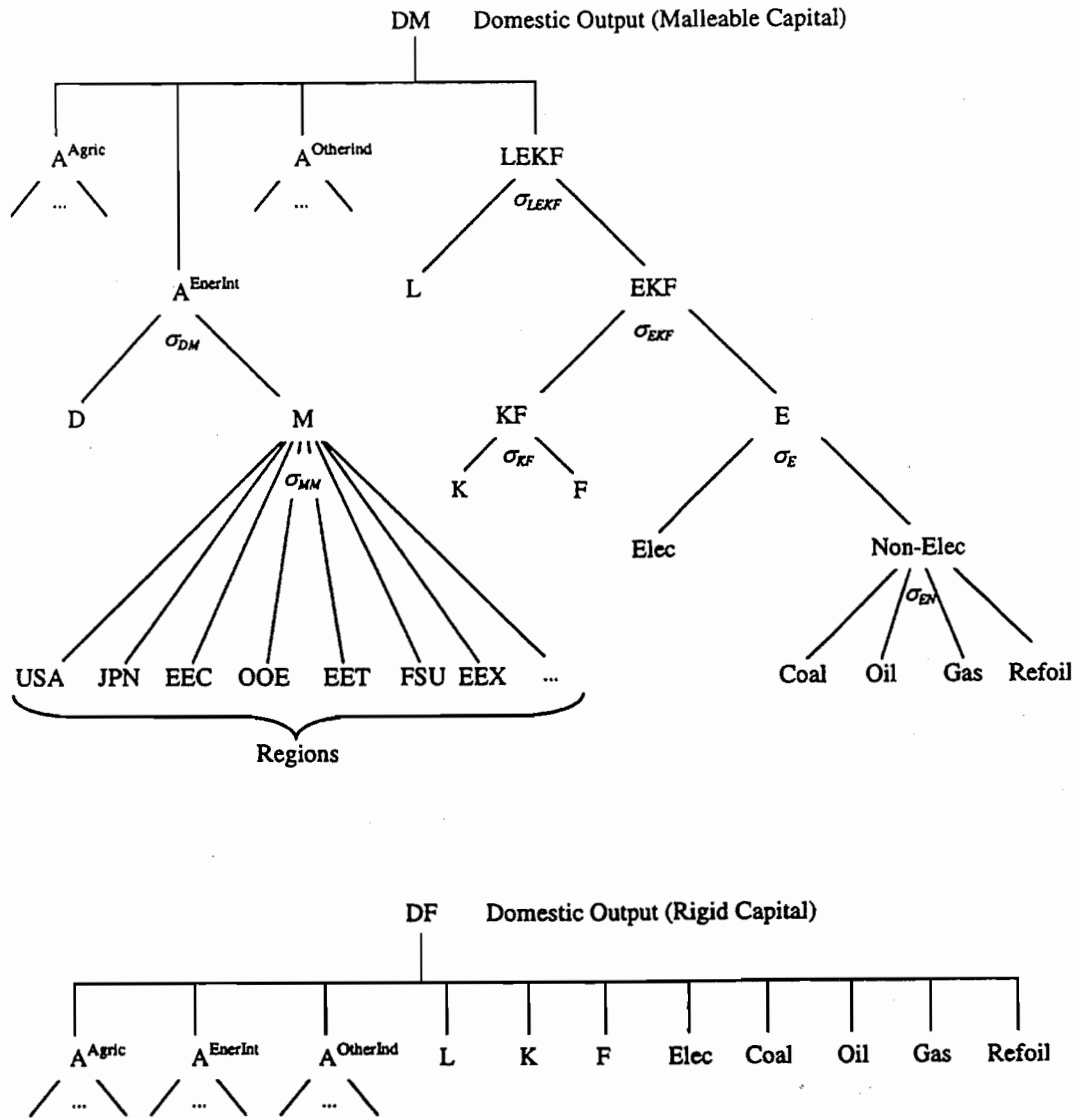 DM Domestic Output (Malleable Capital)
A^Agric A^OtherInd LEKF
... ... σ_LEKF
A^EnerInt L EKF
σ_DM σ_EKF
D M KF E
σ_MM σ_KF σ_E
K F
Elec Non-Elec
σ_EN
USA JPN EEC OOE EET FSU EEX ... Coal Oil Gas Refoil
Regions
DF Domestic Output (Rigid Capital)
A^Agric A^EnerInt A^OtherInd L K F Elec Coal Oil Gas Refoil
... ... ...